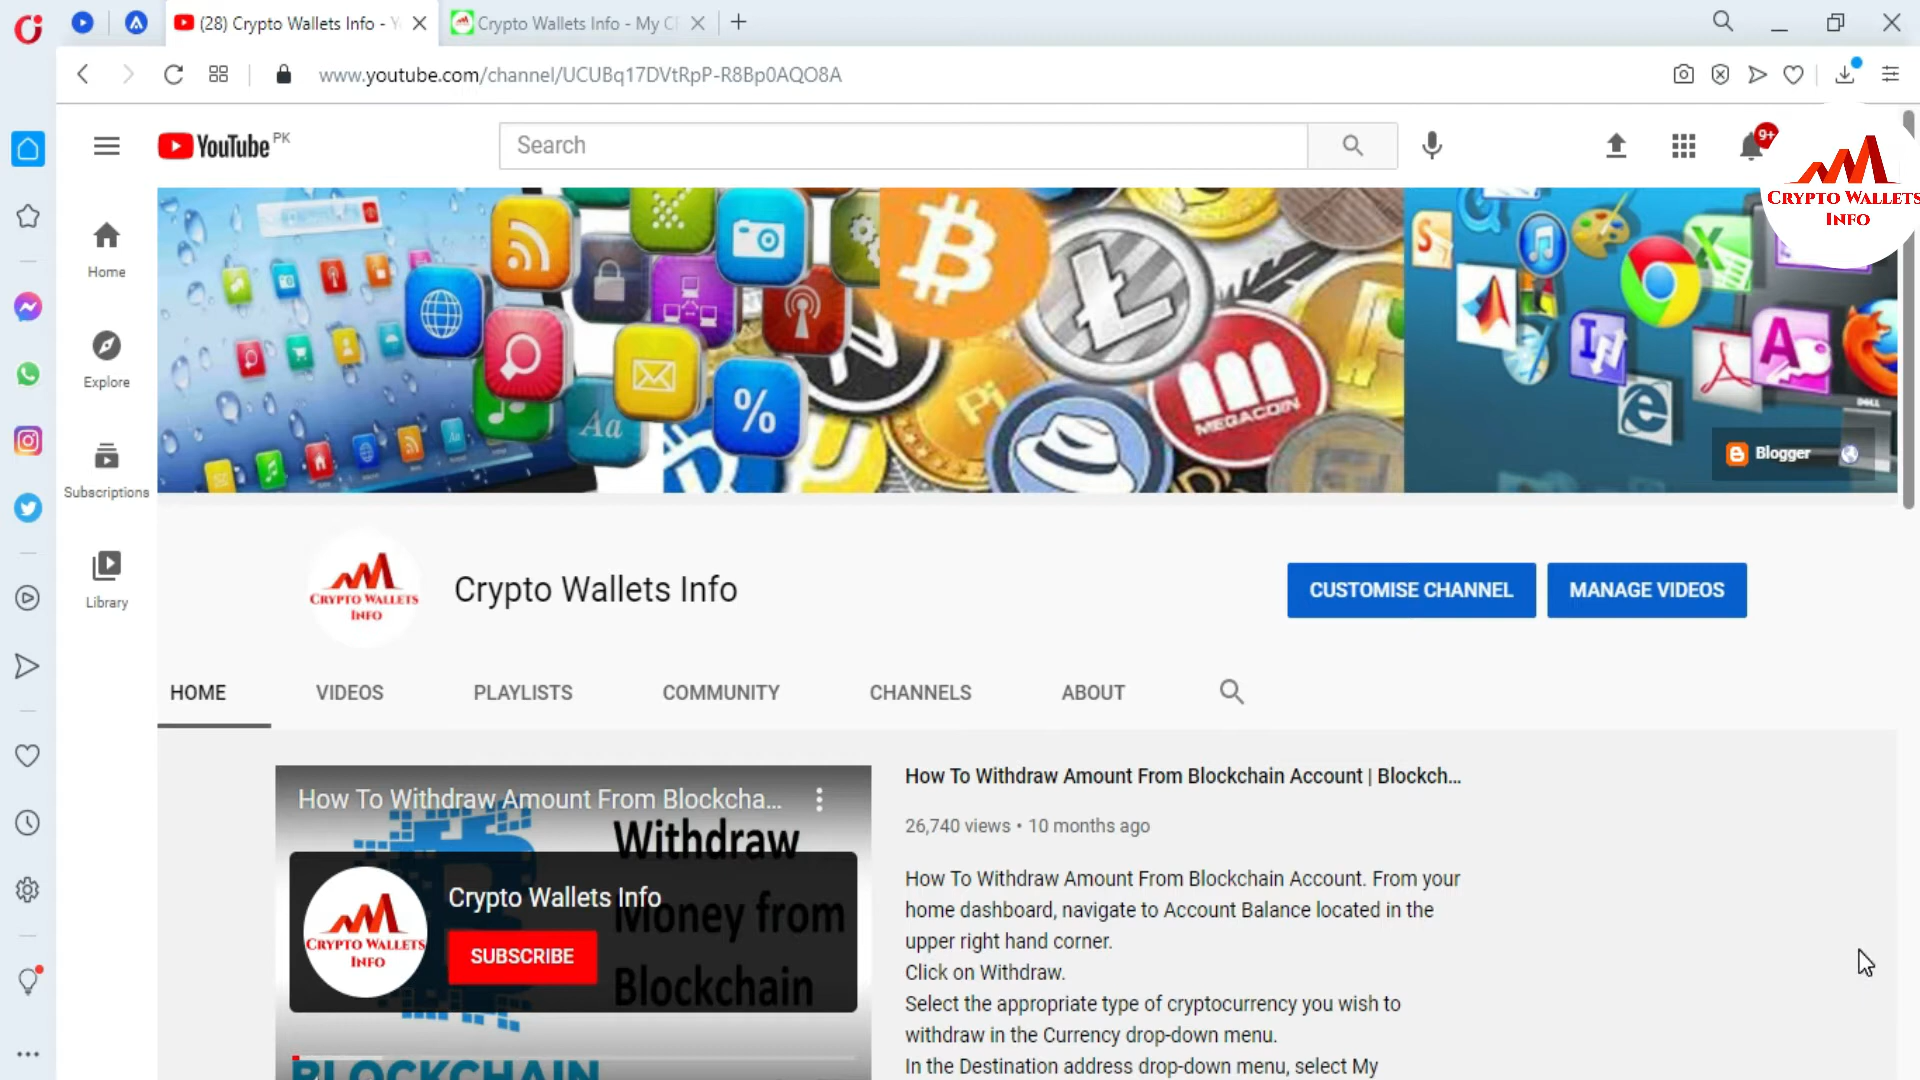 (28) Crypto Wallets Info - Y
Crypto Wallets Info - My C
www.youtube.com/channel/UCUBq17DVtRpP-R8Bp0AQO8A
YouTube PK
Search
9+
CRYPTO WALLETS
INFO
Home
Explore
Subscriptions
Library
Aa
%
MEGACOIN
Blogger
CRYPTO WALLETS
INFO
Crypto Wallets Info
CUSTOMISE CHANNEL
MANAGE VIDEOS
HOME
VIDEOS
PLAYLISTS
COMMUNITY
CHANNELS
ABOUT
How To Withdraw Amount From Blockcha...
Withdraw
Money from
Blockchain
BLOCKCHAIN
CRYPTO WALLETS
INFO
Crypto Wallets Info
SUBSCRIBE
How To Withdraw Amount From Blockchain Account | Blockch...
26,740 views • 10 months ago
How To Withdraw Amount From Blockchain Account. From your
home dashboard, navigate to Account Balance located in the
upper right hand corner.
Click on Withdraw.
Select the appropriate type of cryptocurrency you wish to
withdraw in the Currency drop-down menu.
In the Destination address drop-down menu, select My